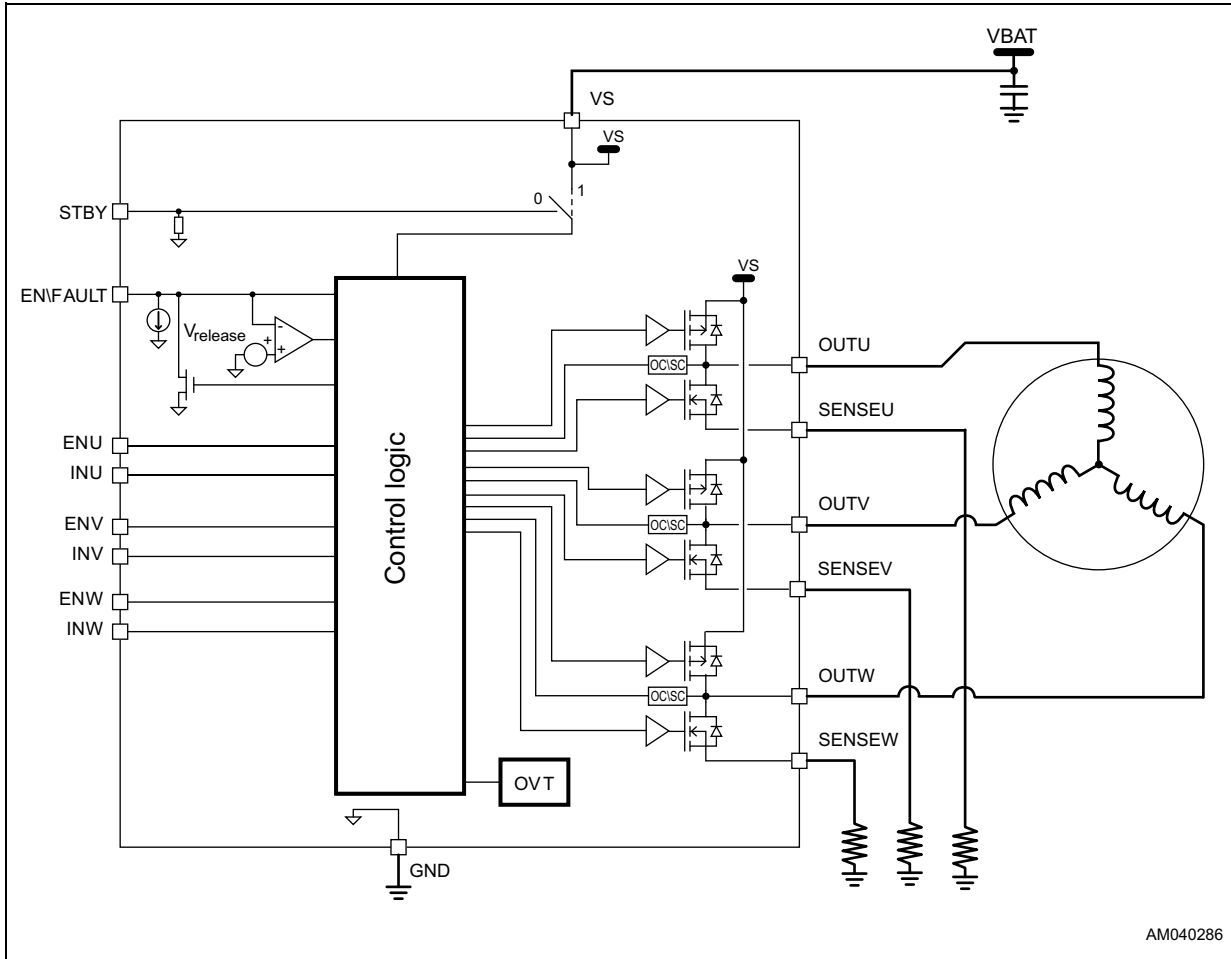 VBAT
VS
VS
0
1
STBY
EN\FAULT
Vrelease
-
+
+
VS
OUTU
OC\SC
SENSEU
ENU
INU
Control logic
OUTV
OC\SC
ENV
INV
SENSEV
ENW
INW
OUTW
OC\SC
SENSEW
OVT
GND
AM040286